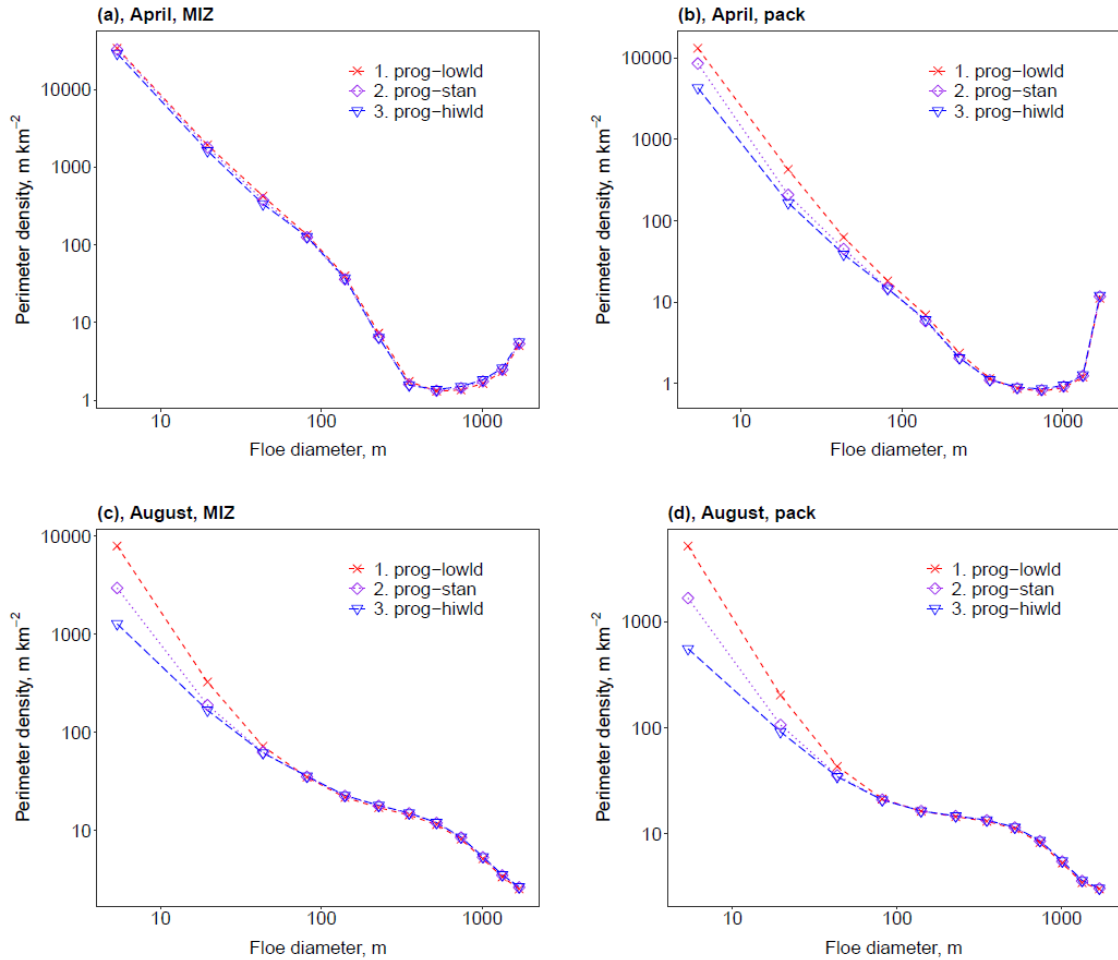 (a), April, MIZ
Perimeter density, m km−2
10000
1000
100
10
1
1. prog−lowld
2. prog−stan
3. prog−hiwld
10
100
1000
Floe diameter, m
(b), April, pack
Perimeter density, m km−2
10000
1000
100
10
1
1. prog−lowld
2. prog−stan
3. prog−hiwld
10
100
1000
Floe diameter, m
(c), August, MIZ
Perimeter density, m km−2
10000
1000
100
10
1. prog−lowld
2. prog−stan
3. prog−hiwld
10
100
1000
Floe diameter, m
(d), August, pack
Perimeter density, m km−2
1000
100
10
1. prog−lowld
2. prog−stan
3. prog−hiwld
10
100
1000
Floe diameter, m